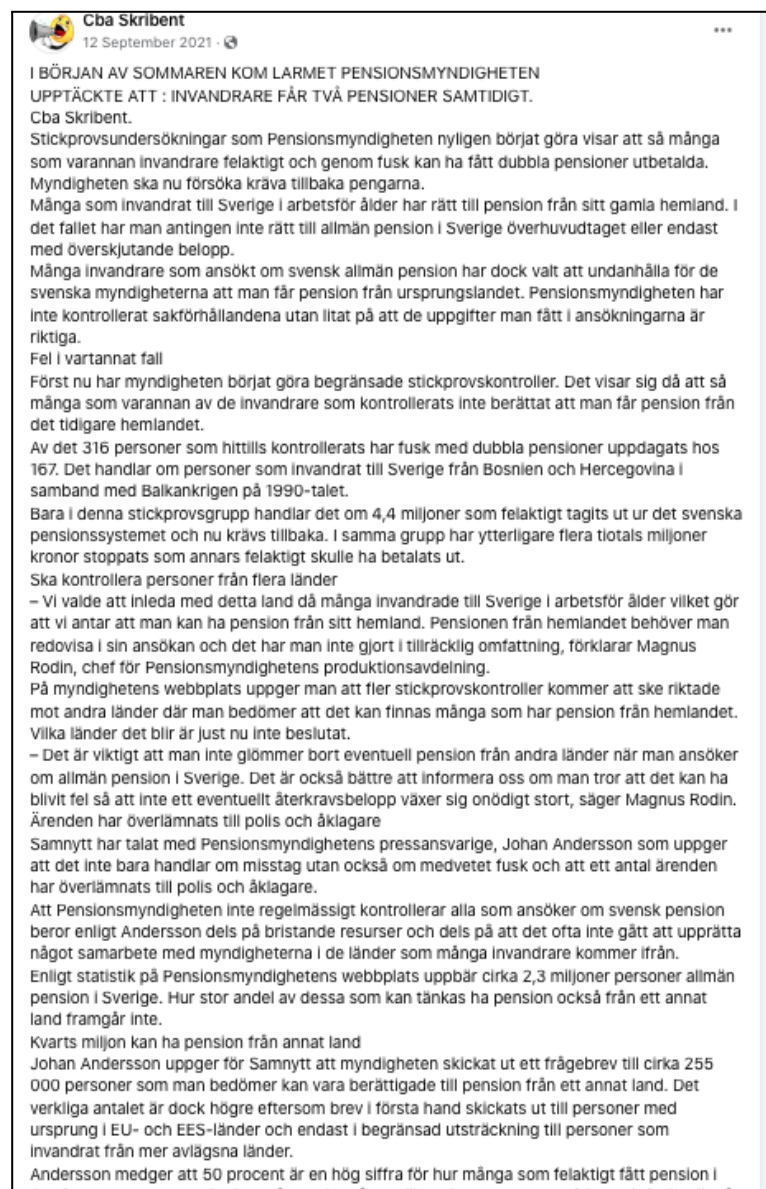 Cba Skribent
12 September 2021 ·
I BÖRJAN AV SOMMAREN KOM LARMET PENSIONSMYNDIGHETEN
UPPTÄCKTE ATT : INVANDRARE FÅR TVÅ PENSIONER SAMTIDIGT.
Cba Skribent.
Stickprovsundersökningar som Pensionsmyndigheten nyligen börjat göra visar att så många
som varannan invandrare felaktigt och genom fusk kan ha fått dubbla pensioner utbetalda.
Myndigheten ska nu försöka kräva tillbaka pengarna.
Många som invandrat till Sverige i arbetsför ålder har rätt till pension från sitt gamla hemland. I
det fallet har man antingen inte rätt till allmän pension i Sverige överhuvudtaget eller endast
med överskjutande belopp.
Många invandrare som ansökt om svensk allmän pension har dock valt att undanhålla för de
svenska myndigheterna att man får pension från ursprungslandet. Pensionsmyndigheten har
inte kontrollerat sakförhållandena utan litat på att de uppgifter man fått i ansökningarna är
riktiga.
Fel i vartannat fall
Först nu har myndigheten börjat göra begränsade stickprovskontroller. Det visar sig då att så
många som varannan av de invandrare som kontrollerats inte berättat att man får pension från
det tidigare hemlandet.
Av det 316 personer som hittills kontrollerats har fusk med dubbla pensioner uppdagats hos
167. Det handlar om personer som invandrat till Sverige från Bosnien och Hercegovina i
samband med Balkankrigen på 1990-talet.
Bara i denna stickprovsgrupp handlar det om 4,4 miljoner som felaktigt tagits ut ur det svenska
pensionssystemet och nu krävs tillbaka. I samma grupp har ytterligare flera tiotals miljoner
kronor stoppats som annars felaktigt skulle ha betalats ut.
Ska kontrollera personer från flera länder
– Vi valde att inleda med detta land då många invandrade till Sverige i arbetsför ålder vilket gör
att vi antar att man kan ha pension från sitt hemland. Pensionen från hemlandet behöver man
redovisa i sin ansökan och det har man inte gjort i tillräcklig omfattning, förklarar Magnus
Rodin, chef för Pensionsmyndighetens produktionsavdelning.
På myndighetens webbplats uppger man att fler stickprovskontroller kommer att ske riktade
mot andra länder där man bedömer att det kan finnas många som har pension från hemlandet.
Vilka länder det blir är just nu inte beslutat.
– Det är viktigt att man inte glömmer bort eventuell pension från andra länder när man ansöker
om allmän pension i Sverige. Det är också bättre att informera oss om man tror att det kan ha
blivit fel så att inte ett eventuellt återkravsbelopp växer sig onödigt stort, säger Magnus Rodin.
Ärenden har överlämnats till polis och åklagare
Samnytt har talat med Pensionsmyndighetens pressansvarige, Johan Andersson som uppger
att det inte bara handlar om misstag utan också om medvetet fusk och att ett antal ärenden
har överlämnats till polis och åklagare.
Att Pensionsmyndigheten inte regelmässigt kontrollerar alla som ansöker om svensk pension
beror enligt Andersson dels på bristande resurser och dels på att det ofta inte gått att upprätta
något samarbete med myndigheterna i de länder som många invandrare kommer ifrån.
Enligt statistik på Pensionsmyndighetens webbplats uppbär cirka 2,3 miljoner personer allmän
pension i Sverige. Hur stor andel av dessa som kan tänkas ha pension också från ett annat
land framgår inte.
Kvarts miljon kan ha pension från annat land
Johan Andersson uppger för Samnytt att myndigheten skickat ut ett frågebrev till cirka 255
000 personer som man bedömer kan vara berättigade till pension från ett annat land. Det
verkliga antalet är dock högre eftersom brev i första hand skickats ut till personer med
ursprung i EU- och EES-länder och endast i begränsad utsträckning till personer som
invandrat från mer avlägsna länder.
Andersson medger att 50 procent är en hög siffra för hur många som felaktigt fått pension i